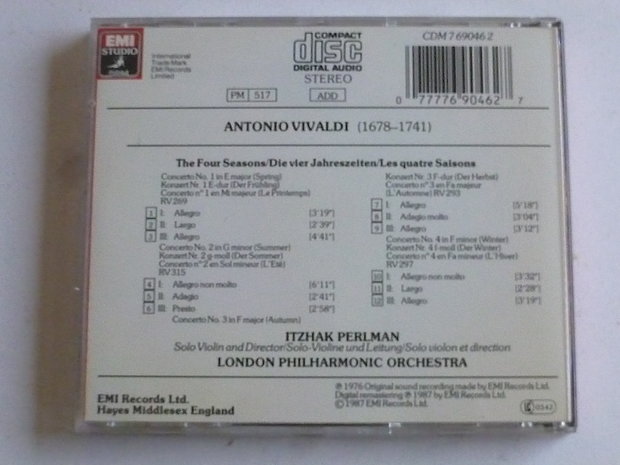 EMI
STUDIO
International
Trade-Mark
EMI Records
Limited
COMPACT
disc
DIGITAL AUDIO
STEREO
PM 517 ADD
CDM 7 69046 2
0 77776 90462 7
ANTONIO VIVALDI (1678–1741)
The Four Seasons/Die vier Jahreszeiten/Les quatre Saisons
Concerto No. 1 in E major (Spring)
Konzert Nr. 1 E-dur (Der Frühling)
Concerto n° 1 en Mi majeur (Le Printemps)
RV 269
1 I: Allegro [3'19"]
2 II: Largo [2'39"]
3 III: Allegro [4'41"]
Concerto No. 2 in G minor (Summer)
Konzert Nr. 2 g-moll (Der Sommer)
Concerto n° 2 en Sol mineur (L'Eté)
RV 315
4 I: Allegro non molto [6'11"]
5 II: Adagio [2'41"]
6 III: Presto [2'58"]
Concerto No. 3 in F major (Autumn)
Konzert Nr. 3 F-dur (Der Herbst)
Concerto n° 3 en Fa majeur
(L'Automne) RV 293
7 I: Allegro [5'18"]
8 II: Adagio molto [3'04"]
9 III: Allegro [3'12"]
Concerto No. 4 in F minor (Winter)
Konzert Nr. 4 f-moll (Der Winter)
Concerto n° 4 en Fa mineur (L'Hiver)
RV 297
10 I: Allegro non molto [3'32"]
11 II: Largo [2'28"]
12 III: Allegro [3'19"]
ITZHAK PERLMAN
Solo Violin and Director/Solo-Violine und Leitung/Solo violon et direction
LONDON PHILHARMONIC ORCHESTRA
EMI Records Ltd.
Hayes Middlesex England
℗ 1976 Original sound recording made by EMI Records Ltd.
Digital remastering ℗ 1987 by EMI Records Ltd.
© 1987 EMI Records Ltd.
0542